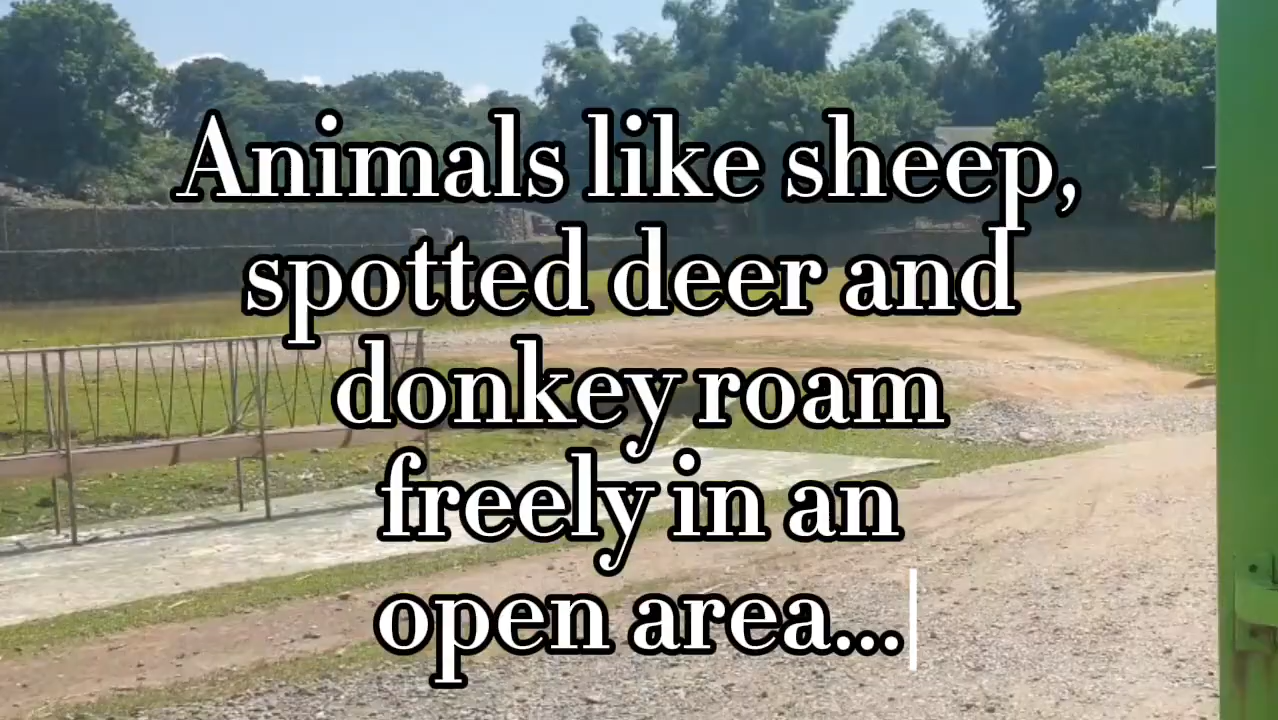 Animals like sheep,
spotted deer and
donkey roam
freely in an
open area...